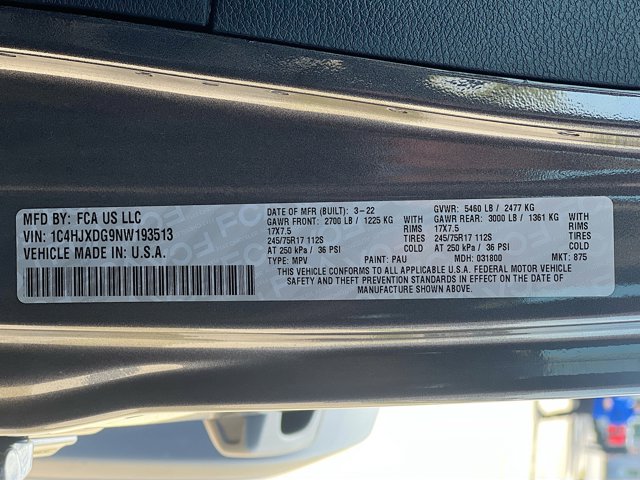 MFD BY: FCA US LLC
VIN: 1C4HJXDG9NW193513
VEHICLE MADE IN: U.S.A.
DATE OF MFR (BUILT): 3-22
GAWR FRONT: 2700 LB / 1225 KG WITH
17X7.5 RIMS
245/75R17 112S TIRES
AT 250 kPa / 36 PSI COLD
GVWR: 5460 LB / 2477 KG
GAWR REAR: 3000 LB / 1361 KG WITH
17X7.5 RIMS
245/75R17 112S TIRES
AT 250 kPa / 36 PSI COLD
TYPE: MPV PAINT: PAU MDH: 031800 MKT: 875
THIS VEHICLE CONFORMS TO ALL APPLICABLE U.S.A. FEDERAL MOTOR VEHICLE
SAFETY AND THEFT PREVENTION STANDARDS IN EFFECT ON THE DATE OF
MANUFACTURE SHOWN ABOVE.